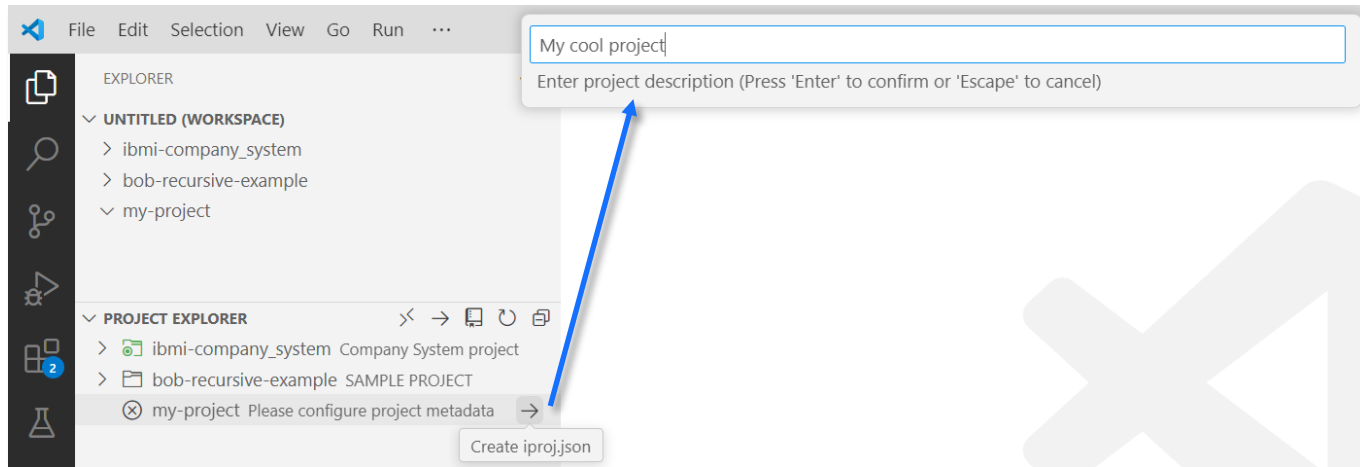 File Edit Selection View Go Run ···
My cool project
Enter project description (Press 'Enter' to confirm or 'Escape' to cancel)
EXPLORER
UNTITLED (WORKSPACE)
ibmi-company_system
bob-recursive-example
my-project
PROJECT EXPLORER
ibmi-company_system Company System project
bob-recursive-example SAMPLE PROJECT
my-project Please configure project metadata
2
Create iproj.json